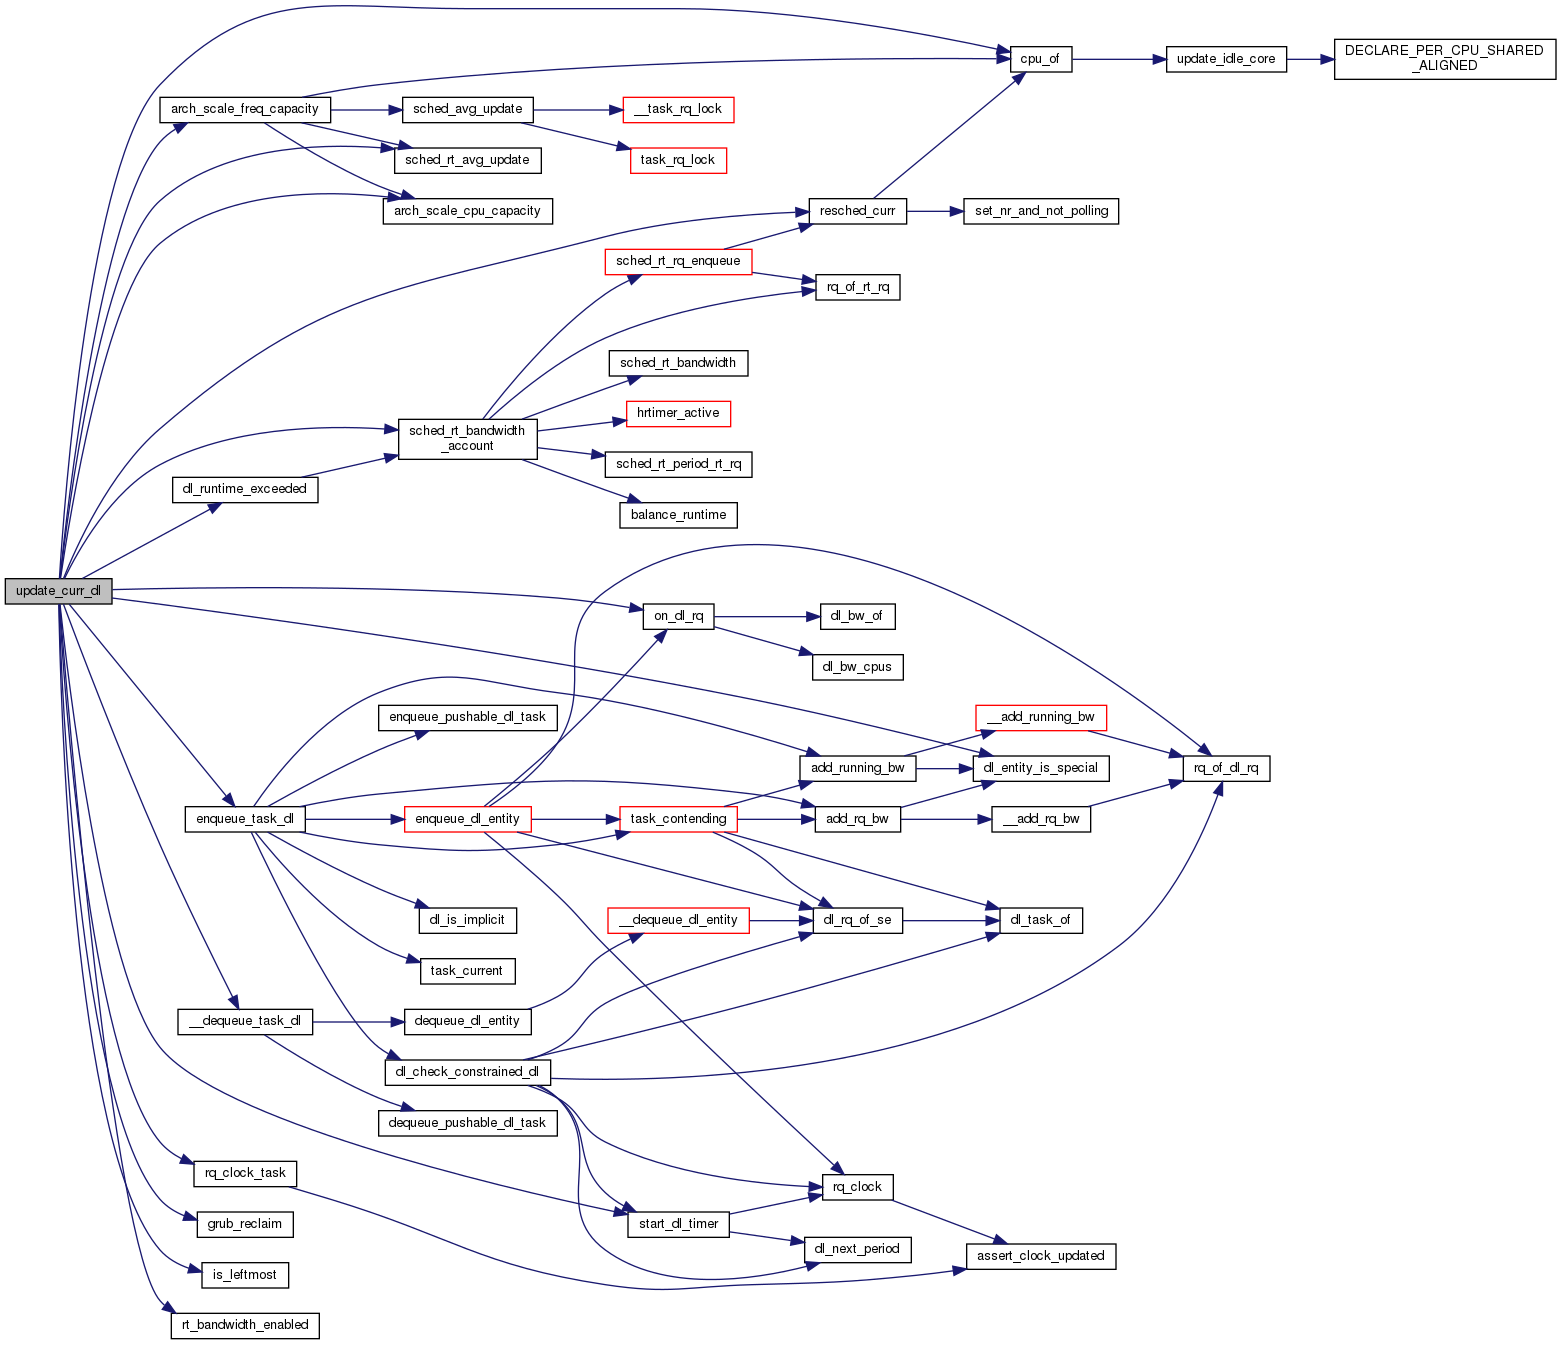 cpu_of
update_idle_core
DECLARE_PER_CPU_SHARED
_ALIGNED
arch_scale_freq_capacity
sched_avg_update
__task_rq_lock
sched_rt_avg_update
task_rq_lock
arch_scale_cpu_capacity
resched_curr
set_nr_and_not_polling
sched_rt_rq_enqueue
rq_of_rt_rq
sched_rt_bandwidth
hrtimer_active
sched_rt_bandwidth
_account
sched_rt_period_rt_rq
dl_runtime_exceeded
balance_runtime
update_curr_dl
on_dl_rq
dl_bw_of
dl_bw_cpus
enqueue_pushable_dl_task
__add_running_bw
add_running_bw
dl_entity_is_special
rq_of_dl_rq
enqueue_task_dl
enqueue_dl_entity
task_contending
add_rq_bw
__add_rq_bw
dl_is_implicit
__dequeue_dl_entity
dl_rq_of_se
dl_task_of
task_current
__dequeue_task_dl
dequeue_dl_entity
dl_check_constrained_dl
dequeue_pushable_dl_task
rq_clock_task
rq_clock
grub_reclaim
start_dl_timer
dl_next_period
assert_clock_updated
is_leftmost
rt_bandwidth_enabled